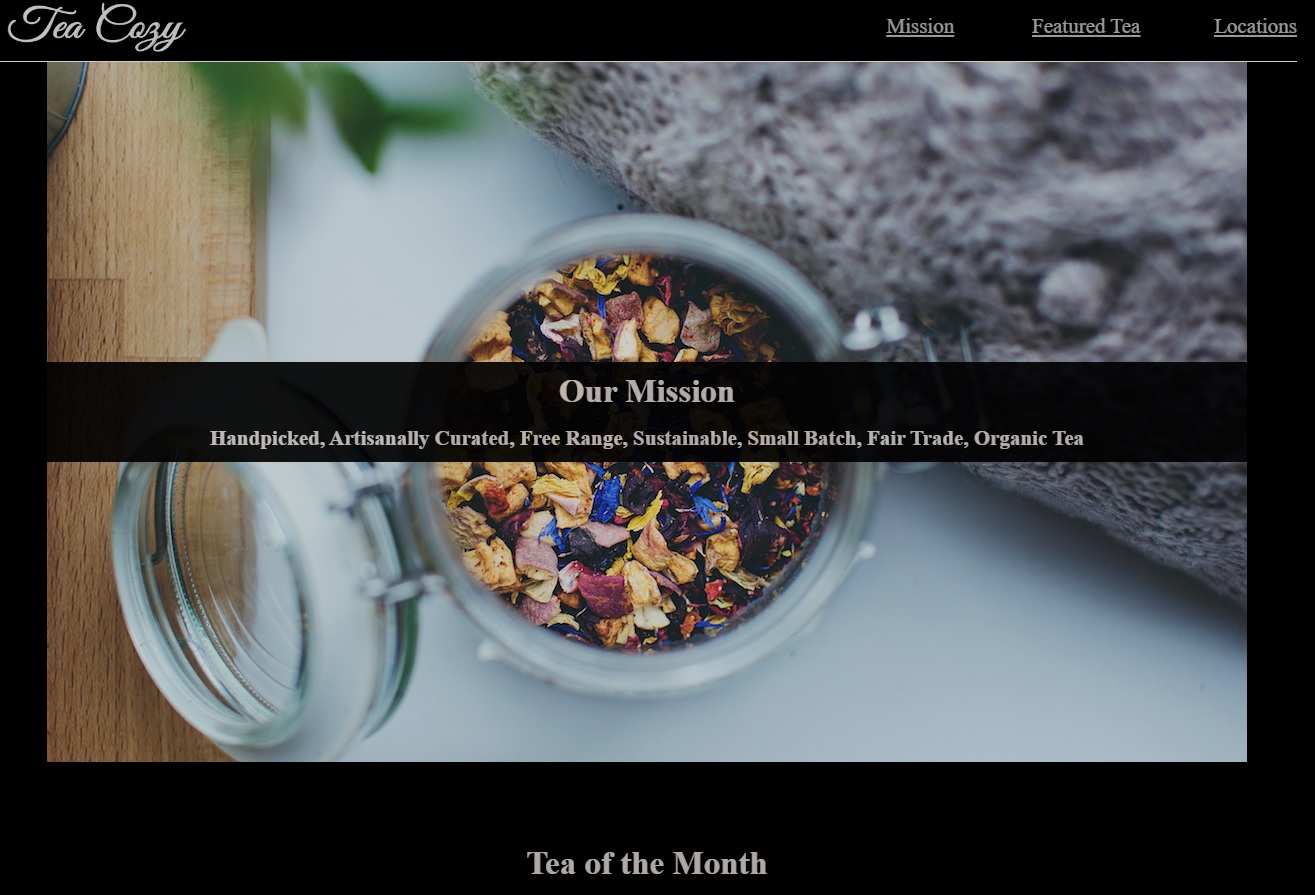 Tea Cozy
Mission
Featured Tea
Locations
Our Mission
Handpicked, Artisanally Curated, Free Range, Sustainable, Small Batch, Fair Trade, Organic Tea
Tea of the Month